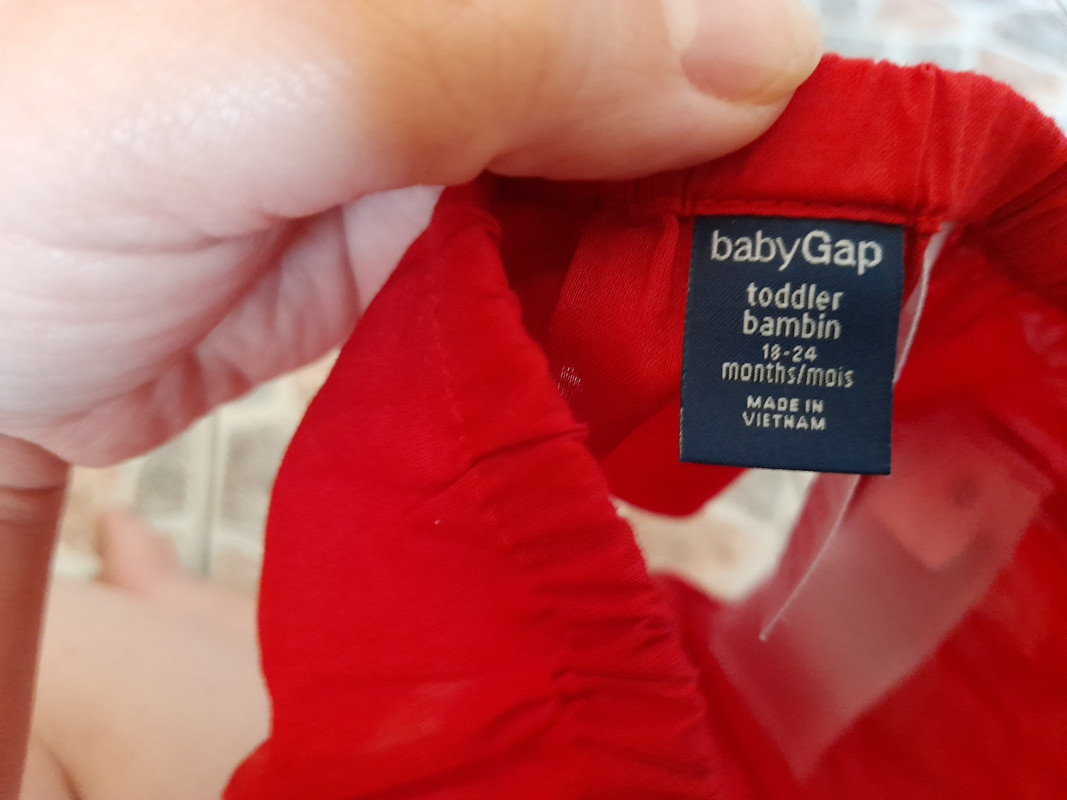 babyGap
toddler
bambin
18-24
months/mois
MADE IN
VIETNAM